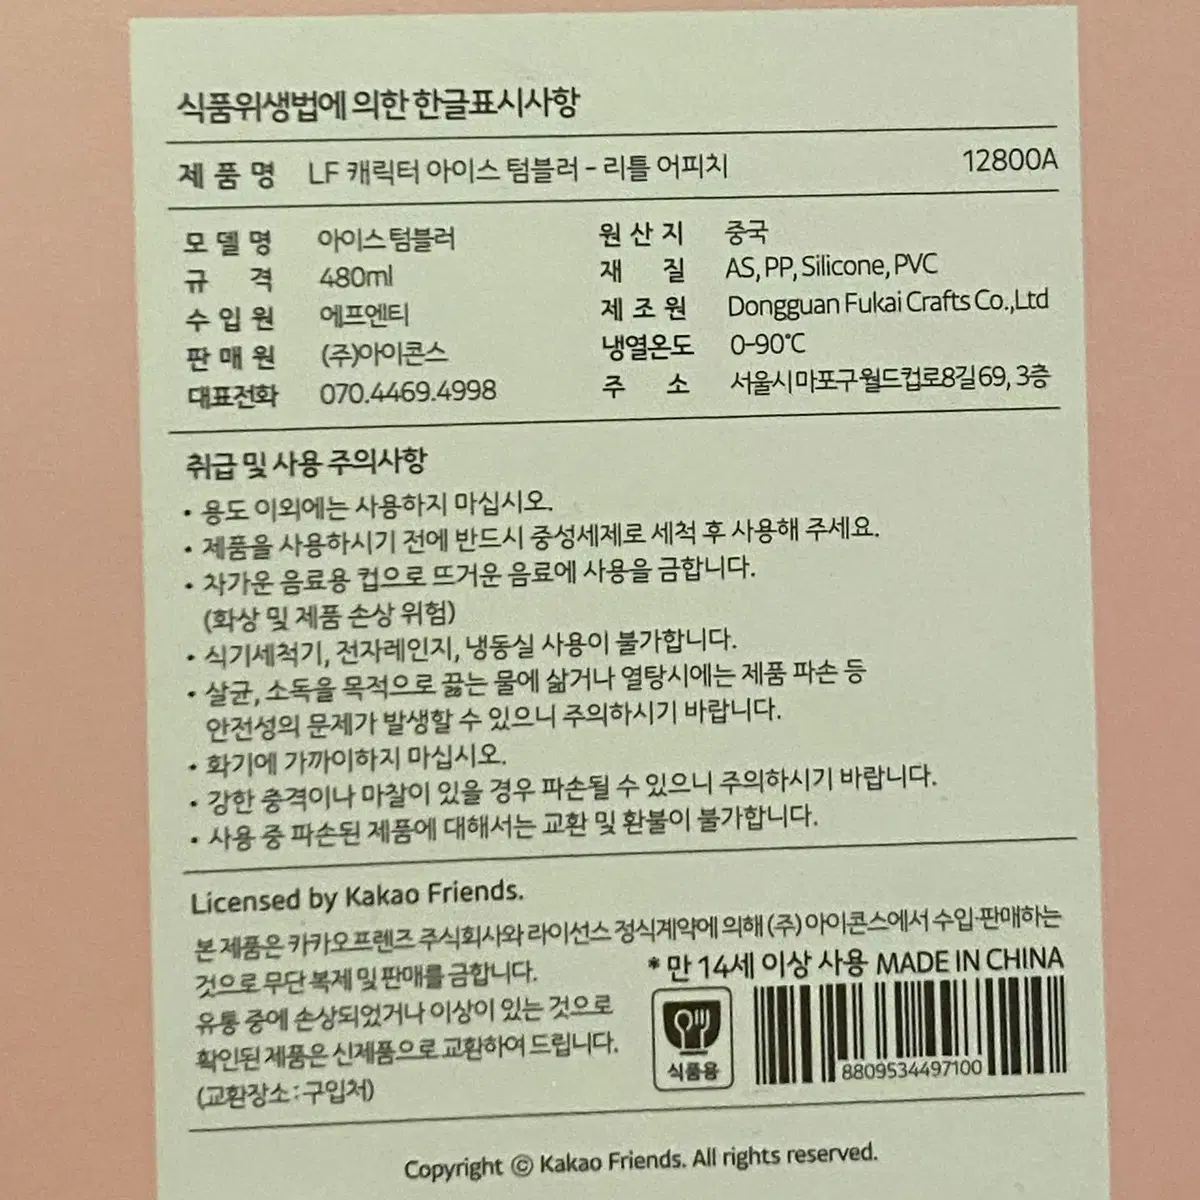 식품위생법에 의한 한글표시사항
제 품 명 LF 캐릭터 아이스 텀블러 - 리틀 어피치 12800A
모 델 명 아이스 텀블러 원 산 지 중국
규 격 480ml 재 질 AS, PP, Silicone, PVC
수 입 원 에프엔티 제 조 원 Dongguan Fukai Crafts Co.,Ltd
판 매 원 (주)아이콘스 냉열온도 0-90℃
대표전화 070.4469.4998 주 소 서울시 마포구 월드컵로8길 69, 3층
취급 및 사용 주의사항
• 용도 이외에는 사용하지 마십시오.
• 제품을 사용하시기 전에 반드시 중성세제로 세척 후 사용해 주세요.
• 차가운 음료용 컵으로 뜨거운 음료에 사용을 금합니다.
(화상 및 제품 손상 위험)
• 식기세척기, 전자레인지, 냉동실 사용이 불가합니다.
• 살균, 소독을 목적으로 끓는 물에 삶거나 열탕시에는 제품 파손 등
안전성의 문제가 발생할 수 있으니 주의하시기 바랍니다.
• 화기에 가까이하지 마십시오.
• 강한 충격이나 마찰이 있을 경우 파손될 수 있으니 주의하시기 바랍니다.
• 사용 중 파손된 제품에 대해서는 교환 및 환불이 불가합니다.
Licensed by Kakao Friends.
본 제품은 카카오프렌즈 주식회사와 라이선스 정식계약에 의해 (주) 아이콘스에서 수입·판매하는
것으로 무단 복제 및 판매를 금합니다.
* 만 14세 이상 사용 MADE IN CHINA
유통 중에 손상되었거나 이상이 있는 것으로
확인된 제품은 신제품으로 교환하여 드립니다.
(교환장소 : 구입처)
식품용
8809534497100
Copyright © Kakao Friends. All rights reserved.